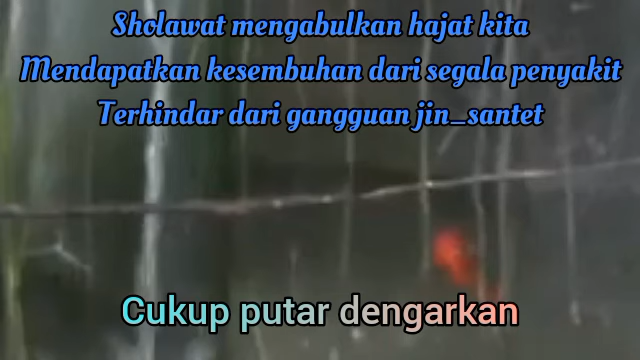 Sholawat mengabulkan hajat kita
Mendapatkan kesembuhan dari segala penyakit
Terhindar dari gangguan jin_santet
Cukup putar dengarkan